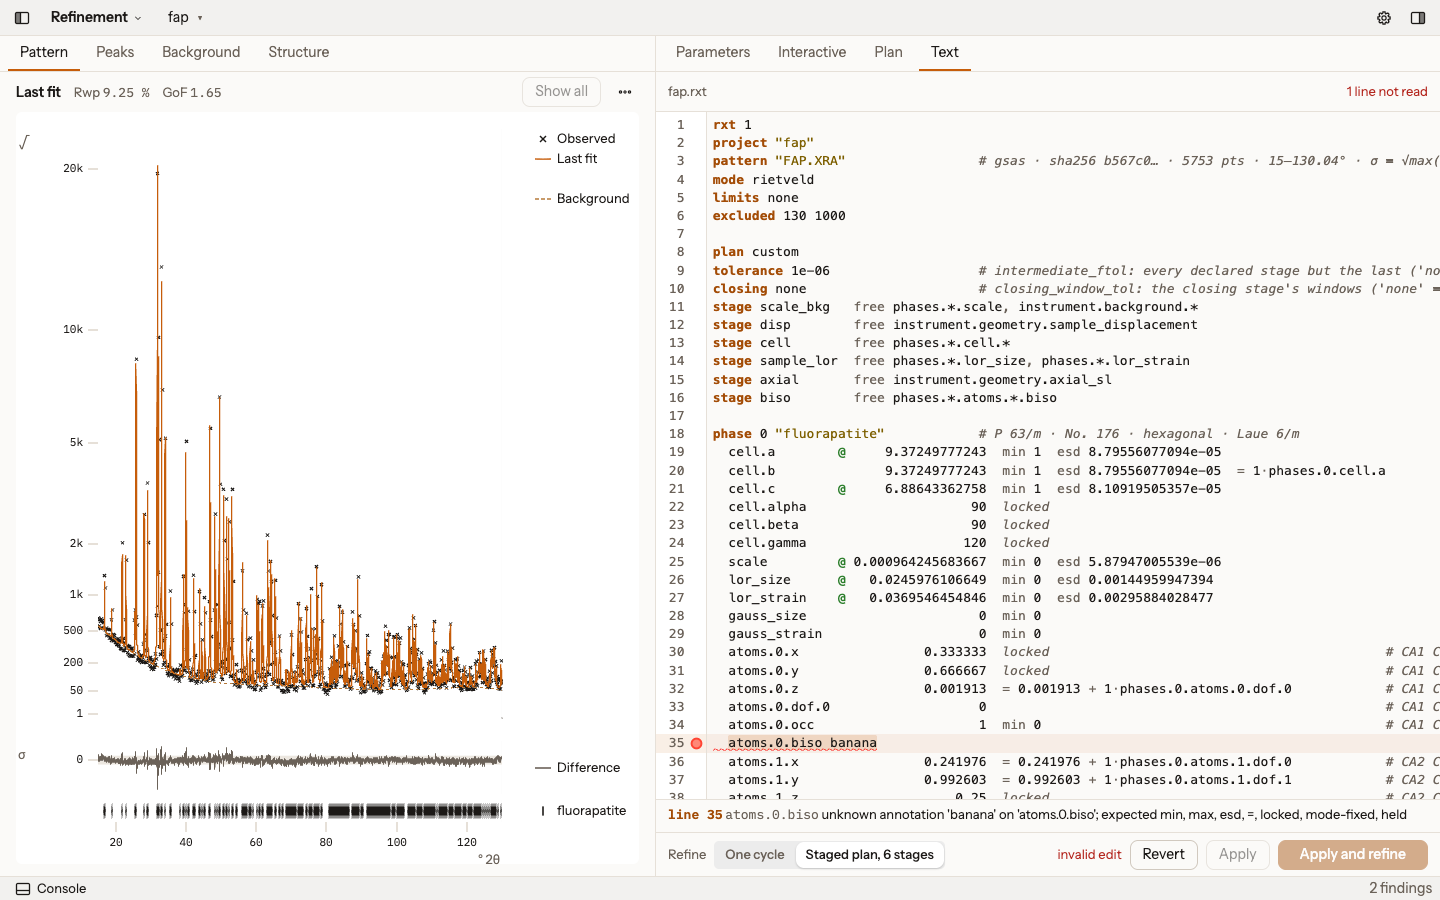 Refinement
fap
Pattern Peaks Background Structure
Parameters Interactive Plan Text
Last fit Rwp 9.25 % GoF 1.65
Show all
fap.rxt
1 line not read
√
Observed
Last fit
Background
20k
10k
5k
2k
1k
500
200
50
1
σ
0
Difference
fluorapatite
20 40 60 80 100 120
°2θ
1 rxt 1
2 project "fap"
3 pattern "FAP.XRA" # gsas · sha256 b567c0… · 5753 pts · 15–130.04° · σ = √max(
4 mode rietveld
5 limits none
6 excluded 130 1000
7
8 plan custom
9 tolerance 1e-06 # intermediate_ftol: every declared stage but the last ('no
10 closing none # closing_window_tol: the closing stage's windows ('none' =
11 stage scale_bkg free phases.*.scale, instrument.background.*
12 stage disp free instrument.geometry.sample_displacement
13 stage cell free phases.*.cell.*
14 stage sample_lor free phases.*.lor_size, phases.*.lor_strain
15 stage axial free instrument.geometry.axial_sl
16 stage biso free phases.*.atoms.*.biso
17
18 phase 0 "fluorapatite" # P 63/m · No. 176 · hexagonal · Laue 6/m
19 cell.a @ 9.37249777243 min 1 esd 8.79556077094e-05
20 cell.b 9.37249777243 min 1 esd 8.79556077094e-05 = 1·phases.0.cell.a
21 cell.c @ 6.88643362758 min 1 esd 8.10919505357e-05
22 cell.alpha 90 locked
23 cell.beta 90 locked
24 cell.gamma 120 locked
25 scale @ 0.000964245683667 min 0 esd 5.87947005539e-06
26 lor_size @ 0.0245976106649 min 0 esd 0.00144959947394
27 lor_strain @ 0.0369546454846 min 0 esd 0.00295884028477
28 gauss_size 0 min 0
29 gauss_strain 0 min 0
30 atoms.0.x 0.333333 locked # CA1 C
31 atoms.0.y 0.666667 locked # CA1 C
32 atoms.0.z 0.001913 = 0.001913 + 1·phases.0.atoms.0.dof.0 # CA1 C
33 atoms.0.dof.0 0 # CA1 C
34 atoms.0.occ 1 min 0 # CA1 C
35 atoms.0.biso banana
36 atoms.1.x 0.241976 = 0.241976 + 1·phases.0.atoms.1.dof.0 # CA2 C
37 atoms.1.y 0.992603 = 0.992603 + 1·phases.0.atoms.1.dof.1 # CA2 C
38 atoms.1.z 0.25 locked # CA2 C
line 35 atoms.0.biso unknown annotation 'banana' on 'atoms.0.biso'; expected min, max, esd, =, locked, mode-fixed, held
Refine One cycle Staged plan, 6 stages invalid edit Revert Apply Apply and refine
Console
2 findings